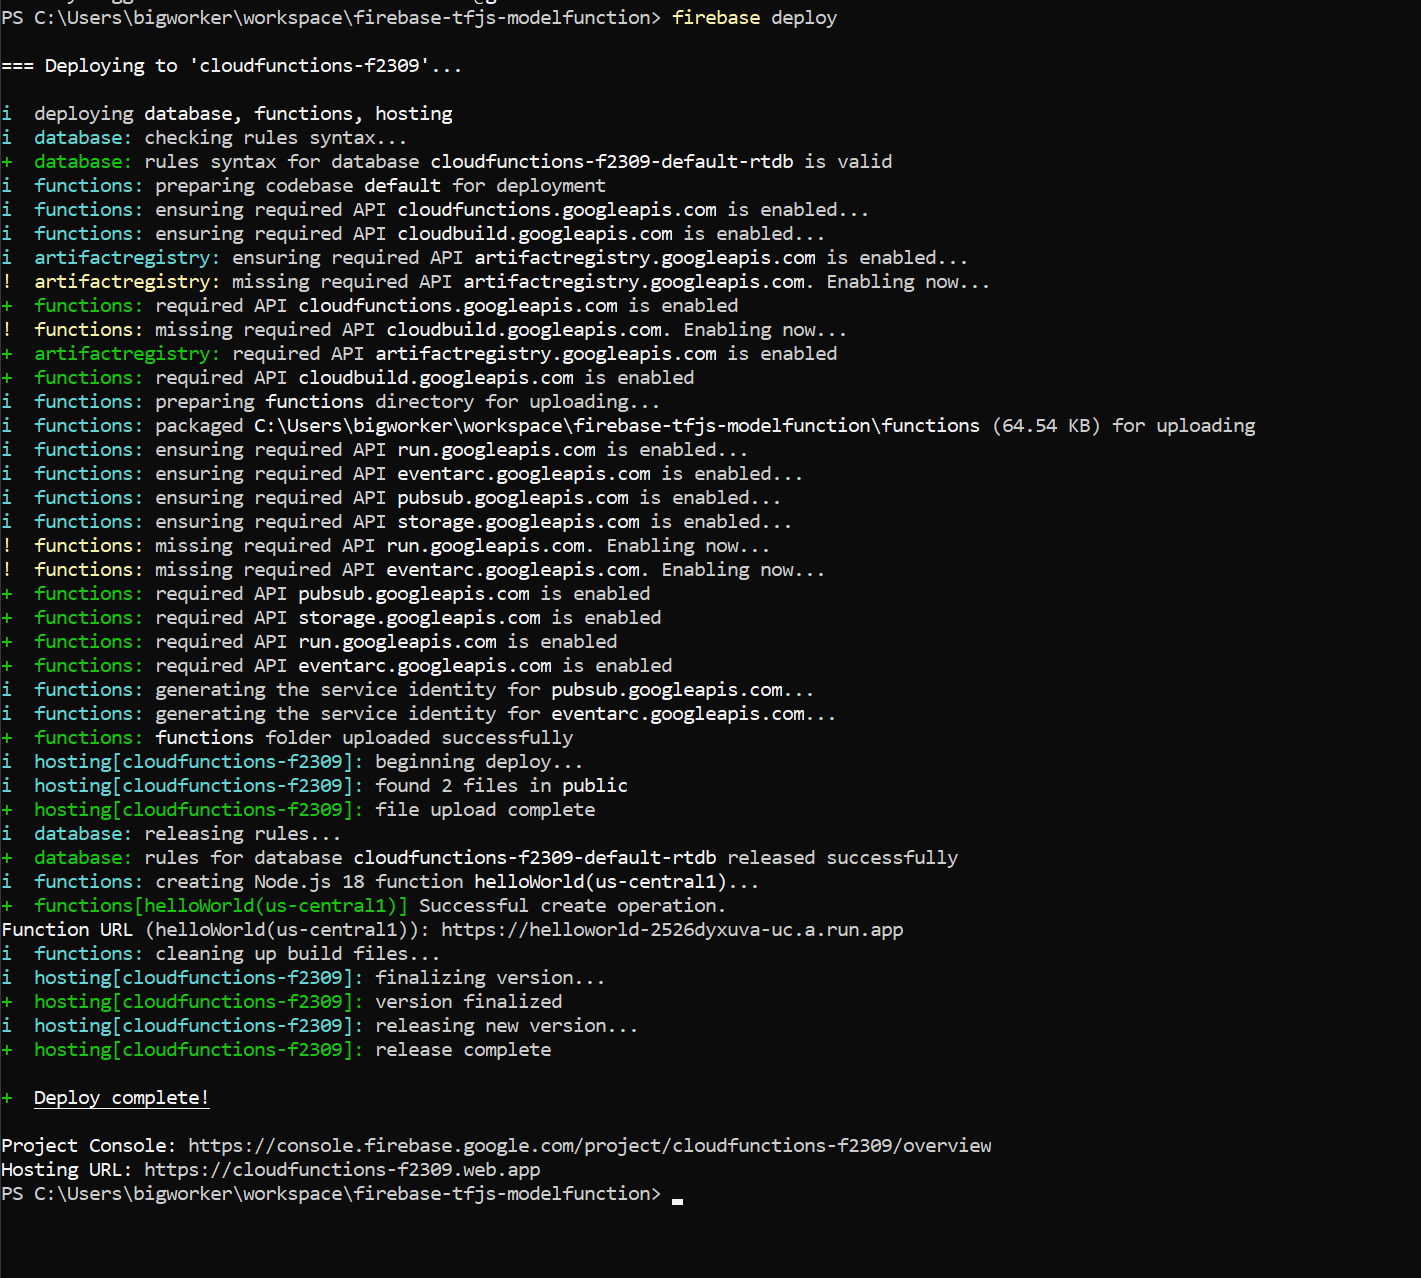 PS C:\Users\bigworker\workspace\firebase-tfjs-modelfunction> firebase deploy
=== Deploying to 'cloudfunctions-f2309'...
i  deploying database, functions, hosting
i  database: checking rules syntax...
+  database: rules syntax for database cloudfunctions-f2309-default-rtdb is valid
i  functions: preparing codebase default for deployment
i  functions: ensuring required API cloudfunctions.googleapis.com is enabled...
i  functions: ensuring required API cloudbuild.googleapis.com is enabled...
i  artifactregistry: ensuring required API artifactregistry.googleapis.com is enabled...
!  artifactregistry: missing required API artifactregistry.googleapis.com. Enabling now...
+  functions: required API cloudfunctions.googleapis.com is enabled
!  functions: missing required API cloudbuild.googleapis.com. Enabling now...
+  artifactregistry: required API artifactregistry.googleapis.com is enabled
+  functions: required API cloudbuild.googleapis.com is enabled
i  functions: preparing functions directory for uploading...
i  functions: packaged C:\Users\bigworker\workspace\firebase-tfjs-modelfunction\functions (64.54 KB) for uploading
i  functions: ensuring required API run.googleapis.com is enabled...
i  functions: ensuring required API eventarc.googleapis.com is enabled...
i  functions: ensuring required API pubsub.googleapis.com is enabled...
i  functions: ensuring required API storage.googleapis.com is enabled...
!  functions: missing required API run.googleapis.com. Enabling now...
!  functions: missing required API eventarc.googleapis.com. Enabling now...
+  functions: required API pubsub.googleapis.com is enabled
+  functions: required API storage.googleapis.com is enabled
+  functions: required API run.googleapis.com is enabled
+  functions: required API eventarc.googleapis.com is enabled
i  functions: generating the service identity for pubsub.googleapis.com...
i  functions: generating the service identity for eventarc.googleapis.com...
+  functions: functions folder uploaded successfully
i  hosting[cloudfunctions-f2309]: beginning deploy...
i  hosting[cloudfunctions-f2309]: found 2 files in public
+  hosting[cloudfunctions-f2309]: file upload complete
i  database: releasing rules...
+  database: rules for database cloudfunctions-f2309-default-rtdb released successfully
i  functions: creating Node.js 18 function helloWorld(us-central1)...
+  functions[helloWorld(us-central1)] Successful create operation.
Function URL (helloWorld(us-central1)): https://helloworld-2526dyxuva-uc.a.run.app
i  functions: cleaning up build files...
i  hosting[cloudfunctions-f2309]: finalizing version...
+  hosting[cloudfunctions-f2309]: version finalized
i  hosting[cloudfunctions-f2309]: releasing new version...
+  hosting[cloudfunctions-f2309]: release complete
+  Deploy complete!
Project Console: https://console.firebase.google.com/project/cloudfunctions-f2309/overview
Hosting URL: https://cloudfunctions-f2309.web.app
PS C:\Users\bigworker\workspace\firebase-tfjs-modelfunction>